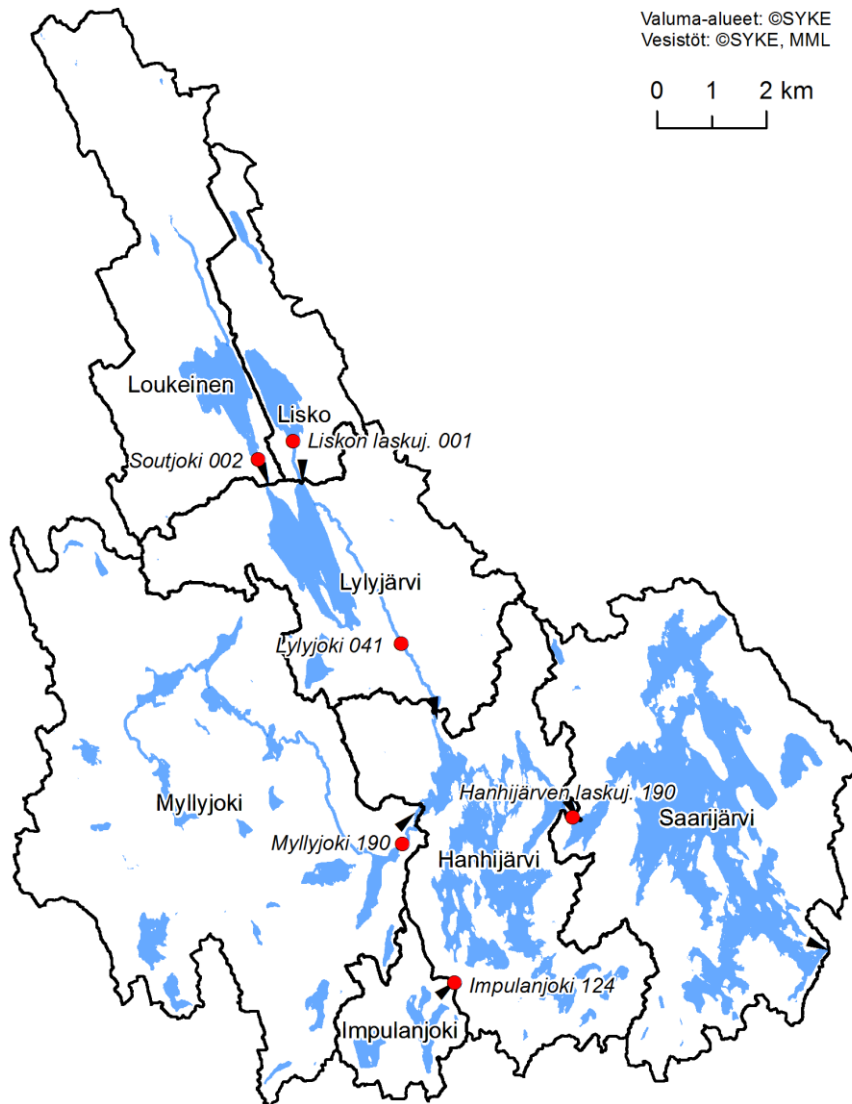 Valuma-alueet: ©SYKE
Vesistöt: ©SYKE, MML
0 1 2 km
Loukeinen
Lisko
Liskon laskuj. 001
Soutjoki 002
Lylyjärvi
Lylyjoki 041
Myllyjoki
Hanhijärven laskuj. 190
Saarijärvi
Myllyjoki 190
Hanhijärvi
Impulanjoki 124
Impulanjoki